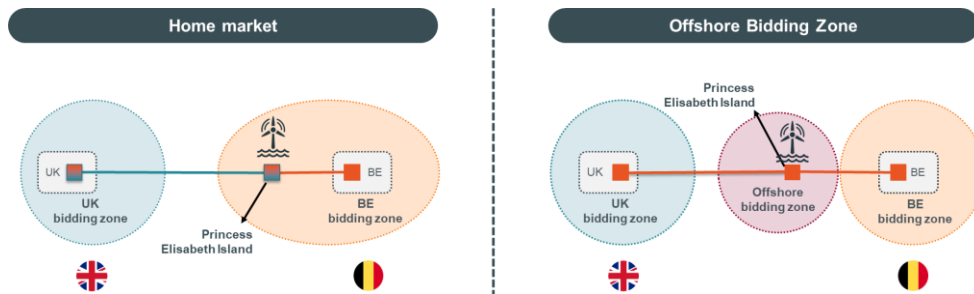 Home market
UK
UK
bidding zone
Princess
Elisabeth Island
BE
BE
bidding zone
Offshore Bidding Zone
Princess
Elisabeth Island
UK
UK
bidding zone
Offshore
bidding zone
BE
BE
bidding zone